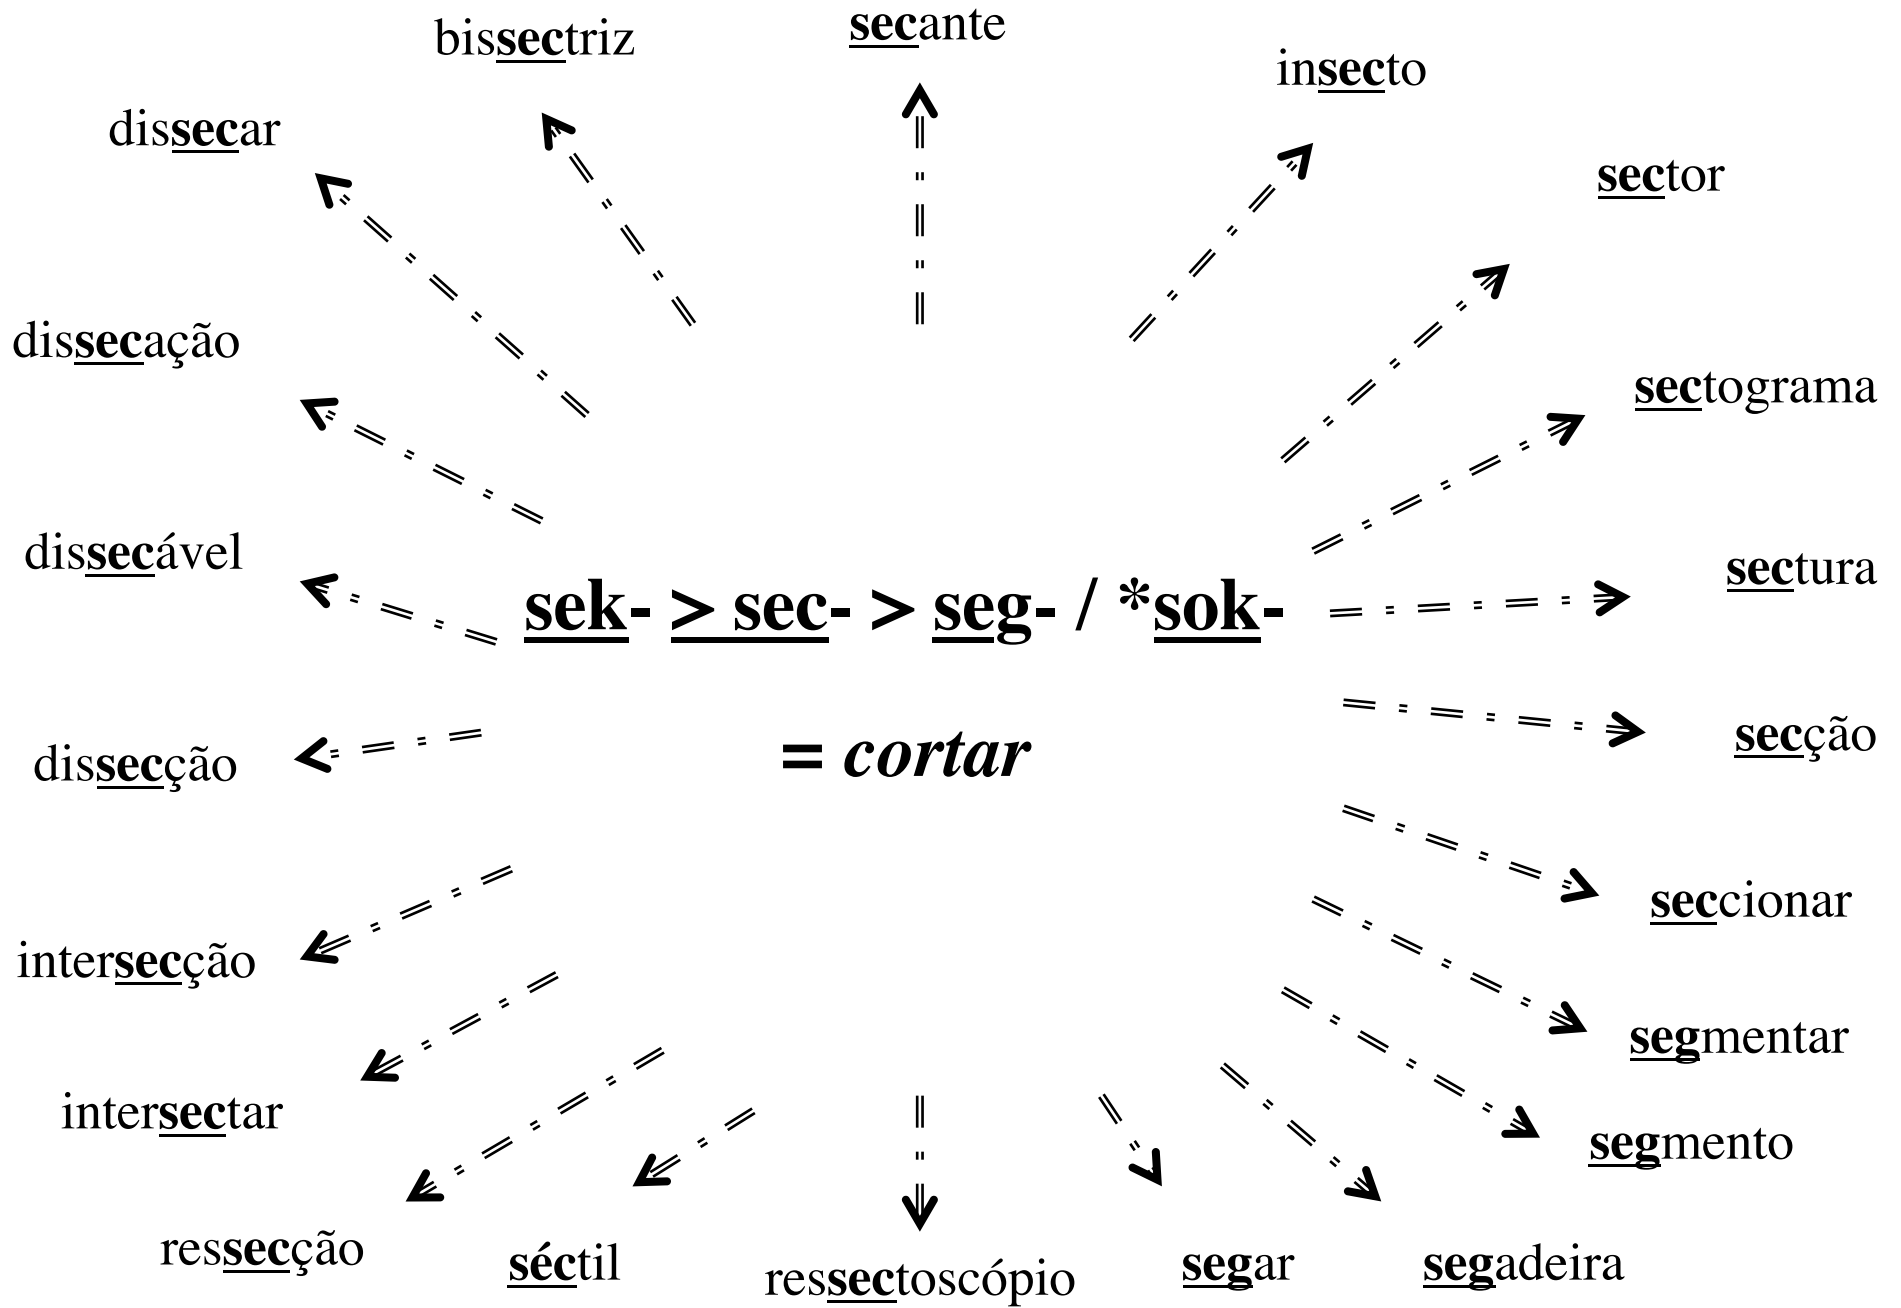 secante
bissectriz
insecto
dissecar
sector
dissecação
sectograma
dissecável
sectura
sek- > sec- > seg- / *sok-
= cortar
dissecção
secção
seccionar
intersecção
segmentar
intersectar
segmento
ressecção
séctil
ressectoscópio
segar
segadeira